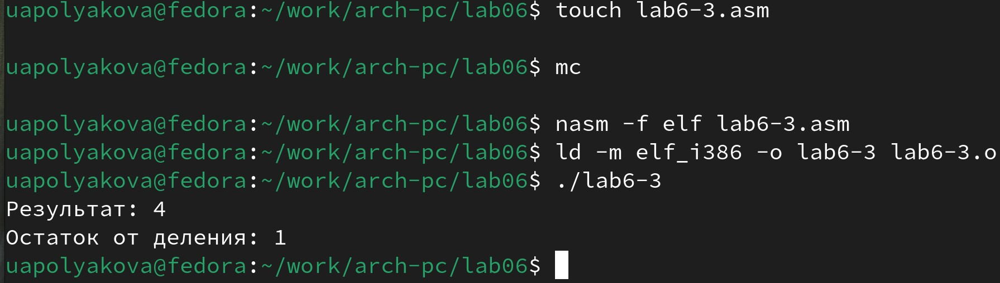 uapolyakova@fedora:~/work/arch-pc/lab06$ touch lab6-3.asm
uapolyakova@fedora:~/work/arch-pc/lab06$ mc
uapolyakova@fedora:~/work/arch-pc/lab06$ nasm -f elf lab6-3.asm
uapolyakova@fedora:~/work/arch-pc/lab06$ ld -m elf_i386 -o lab6-3 lab6-3.o
uapolyakova@fedora:~/work/arch-pc/lab06$ ./lab6-3
Результат: 4
Остаток от деления: 1
uapolyakova@fedora:~/work/arch-pc/lab06$